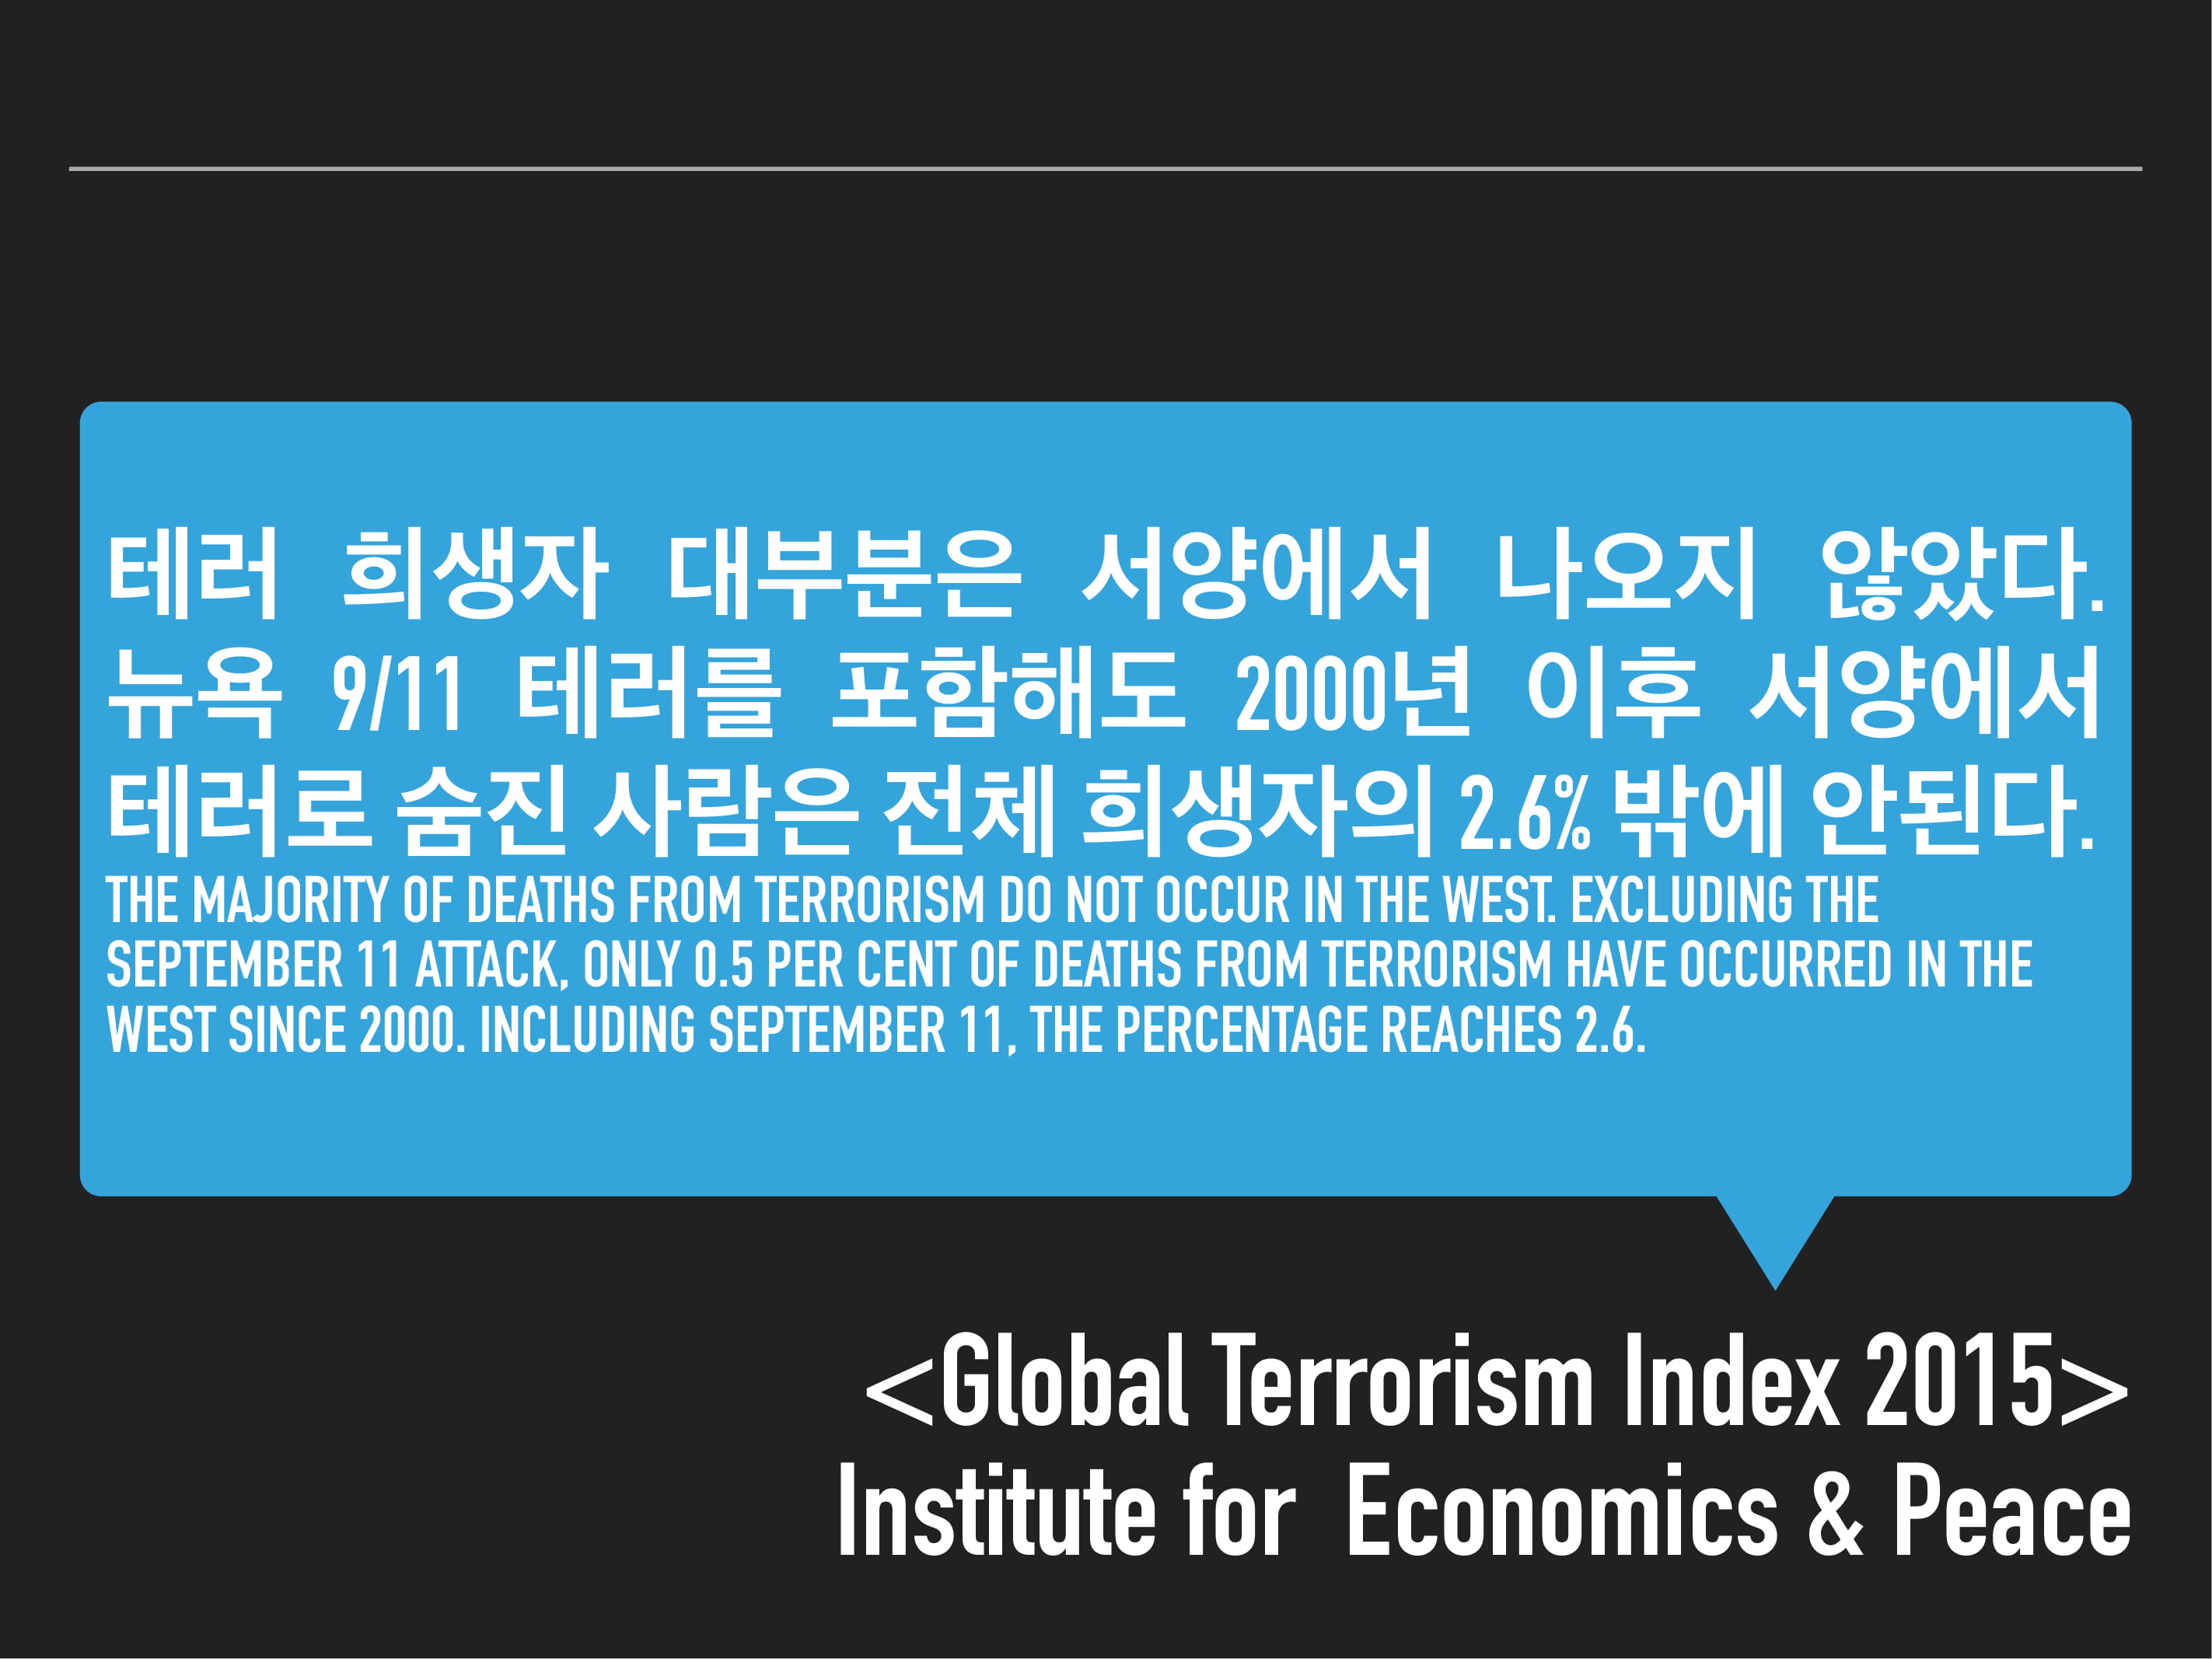 테러 희생자 대부분은 서양에서 나오지 않았다.
뉴욕 9/11 테러를 포함해도 2000년 이후 서양에서
테러로 숨진 사람은 전체 희생자의 2.8% 밖에 안된다.
THE MAJORITY OF DEATHS FROM TERRORISM DO NOT OCCUR IN THE WEST. EXCLUDING THE
SEPTEMBER 11 ATTACK, ONLY 0.5 PER CENT OF DEATHS FROM TERRORISM HAVE OCCURRED IN THE
WEST SINCE 2000. INCLUDING SEPTEMBER 11, THE PERCENTAGE REACHES 2.6.
<Global Terrorism Index 2015>
Institute for Economics & Peace